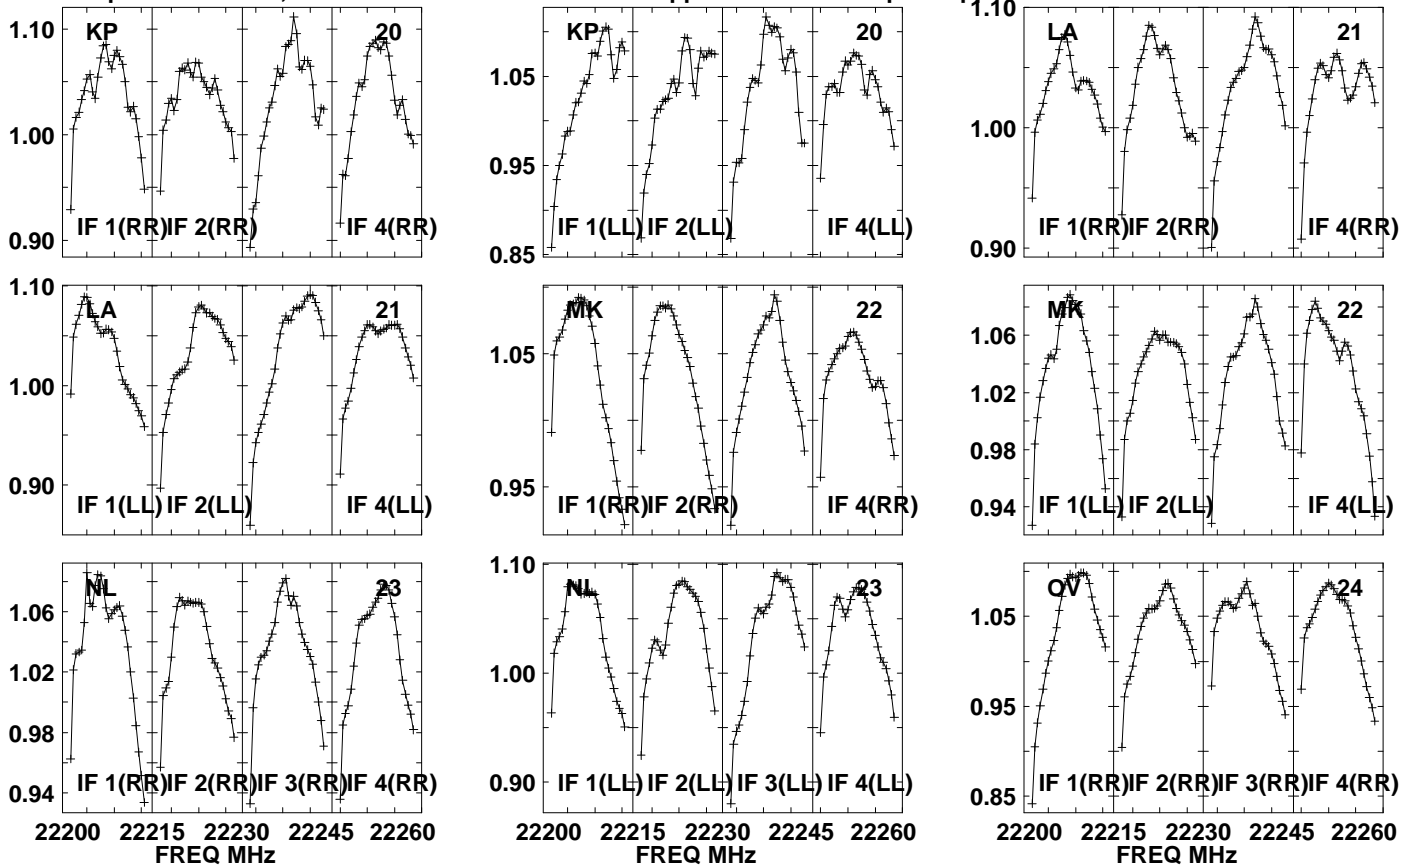 KP 20 KP 20 LA 21
1.10 1.05 1.00 0.95 0.90 0.85 1.10 1.00 0.90
IF 1(RR) IF 2(RR) IF 4(RR) IF 1(LL) IF 2(LL) IF 4(LL) IF 1(RR) IF 2(RR) IF 4(RR)
LA 21 MK 22 MK 22
1.10 1.00 0.90 1.05 0.95 1.06 1.02 0.98 0.94
IF 1(LL) IF 2(LL) IF 4(LL) IF 1(RR) IF 2(RR) IF 4(RR) IF 1(LL) IF 2(LL) IF 4(LL)
NL 23 NL 23 OV 24
1.06 1.02 0.98 0.94 1.10 1.00 0.90 1.05 0.95 0.85
IF 1(RR) IF 2(RR) IF 3(RR) IF 4(RR) IF 1(LL) IF 2(LL) IF 3(LL) IF 4(LL) IF 1(RR) IF 2(RR) IF 3(RR) IF 4(RR)
22200 22215 22230 22245 22260 22200 22215 22230 22245 22260 22200 22215 22230 22245 22260
FREQ MHz FREQ MHz FREQ MHz